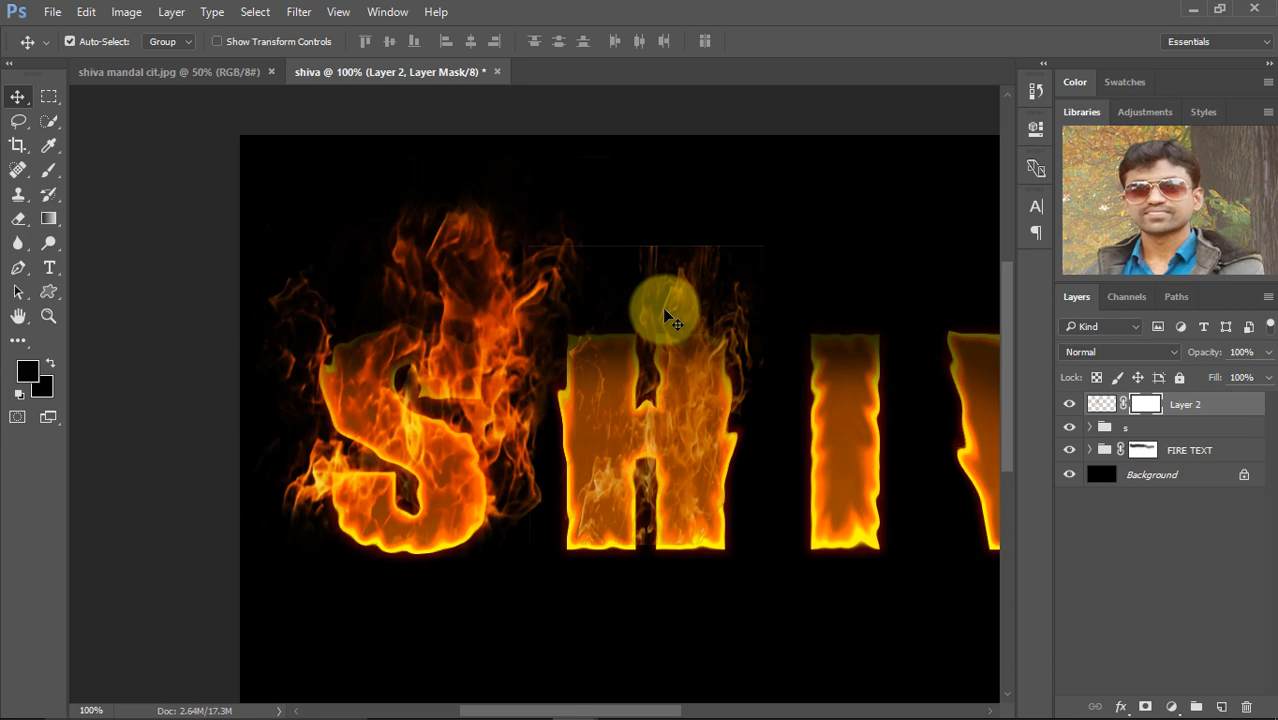 Ps File Edit Image Layer Type Select Filter View Window Help
Auto-Select: Group Show Transform Controls Essentials
shiva mandal cit.jpg @ 50% (RGB/8#) × shiva @ 100% (Layer 2, Layer Mask/8) * ×
Color Swatches
Libraries Adjustments Styles
SHI
Layers Channels Paths
Kind
Normal Opacity: 100%
Lock: Fill: 100%
Layer 2
s
FIRE TEXT
Background
100% Doc: 2.64M/17.3M